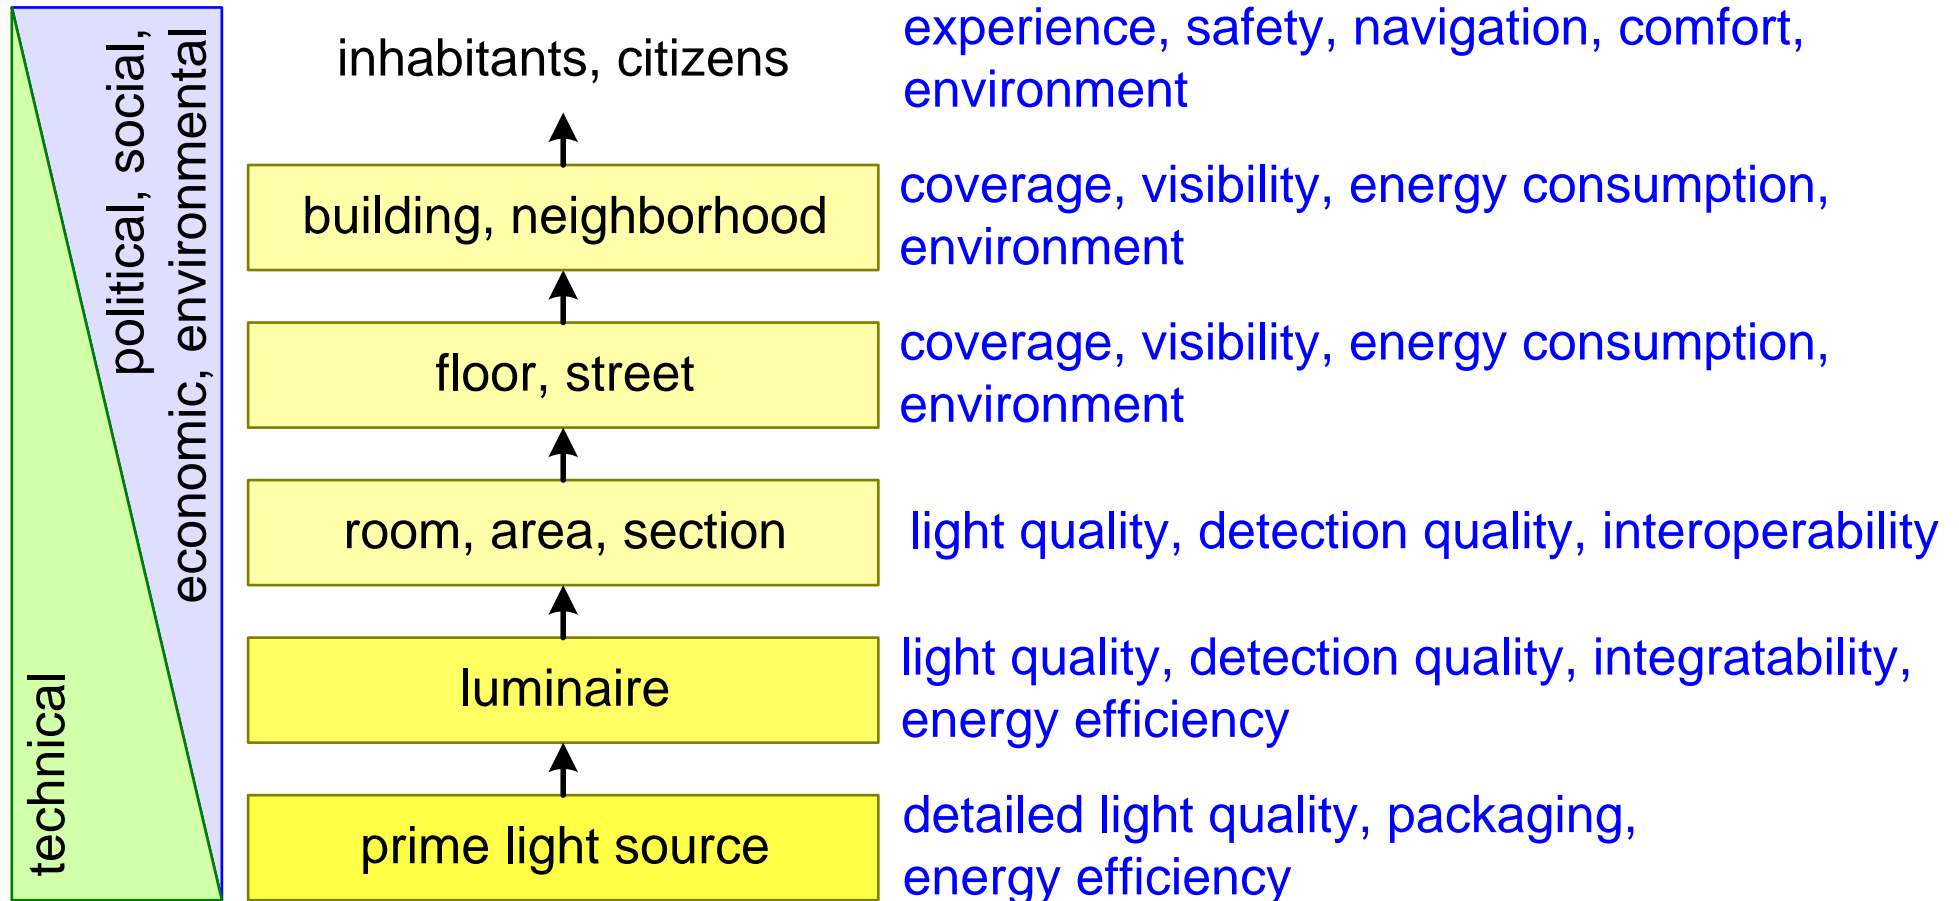 political, social,
economic, environmental
technical
inhabitants, citizens
experience, safety, navigation, comfort,
environment
building, neighborhood
coverage, visibility, energy consumption,
environment
floor, street
coverage, visibility, energy consumption,
environment
room, area, section
light quality, detection quality, interoperability
luminaire
light quality, detection quality, integratability,
energy efficiency
prime light source
detailed light quality, packaging,
energy efficiency